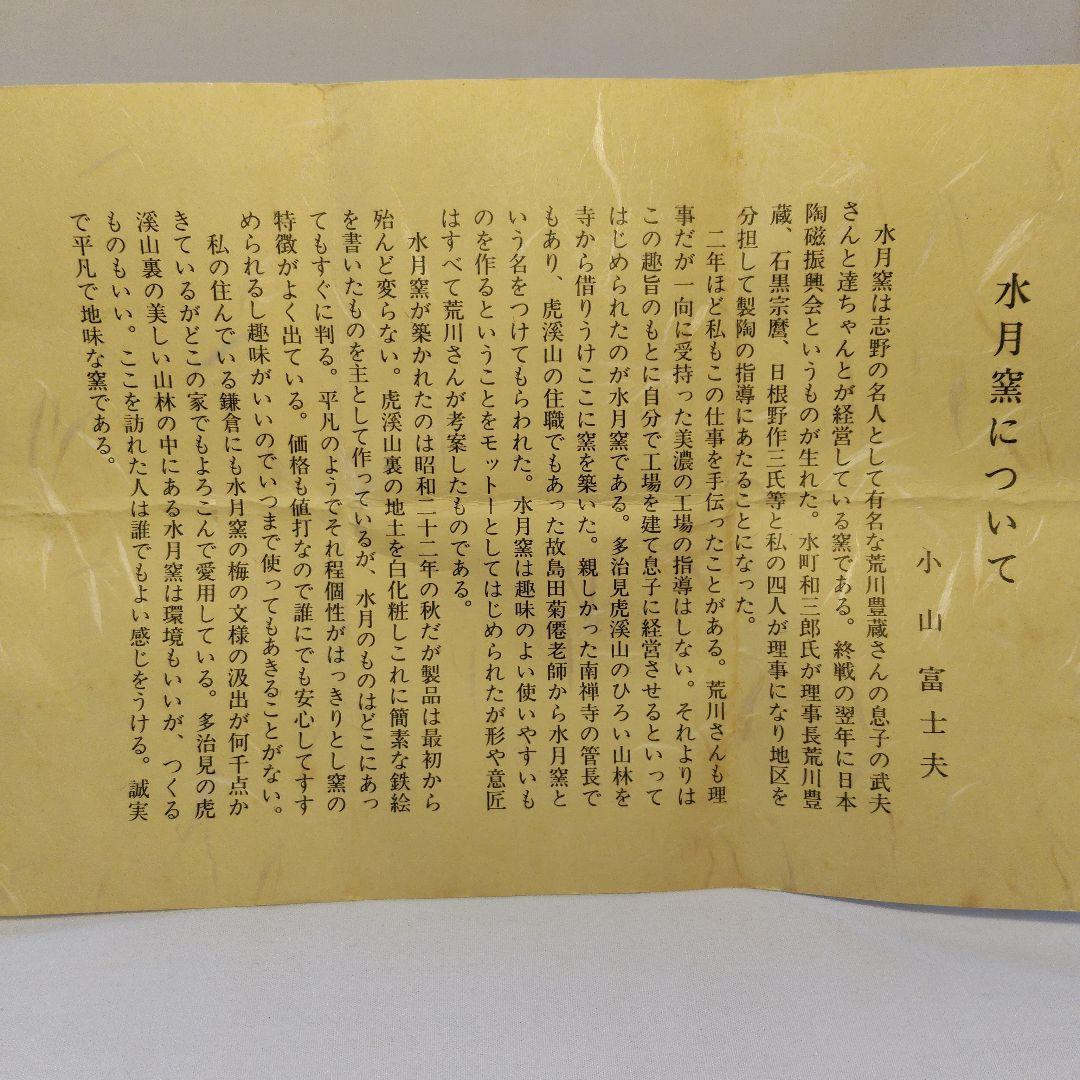 水月窯について
小山富士夫
水月窯は志野の名人として有名な荒川豊蔵さんの息子の武夫
さんと達ちゃんとが経営している窯である。終戦の翌年に日本
陶磁振興会というものが生れた。水町和三郎氏が理事長荒川豊
蔵、石黒宗麿、日根野作三氏等と私の四人が理事になり地区を
分担して製陶の指導にあたることになった。
二年ほど私もこの仕事を手伝ったことがある。荒川さんも理
事だが一向に受持った美濃の工場の指導はしない。それよりは
この趣旨のもとに自分で工場を建て息子に経営させるといって
はじめられたのが水月窯である。多治見虎溪山のひろい山林を
寺から借りうけここに窯を築いた。親しかった南禅寺の管長で
もあり、虎溪山の住職でもあった故島田菊僊老師から水月窯と
いう名をつけてもらわれた。水月窯は趣味のよい使いやすいも
のを作るということをモットーとしてはじめられたが形や意匠
はすべて荒川さんが考案したものである。
水月窯が築かれたのは昭和二十二年の秋だが製品は最初から
殆んど変らない。虎溪山裏の地土を白化粧しこれに簡素な鉄絵
を書いたものを主として作っているが、水月のものはどこにあっ
てもすぐに判る。平凡のようでそれ程個性がはっきりとし窯の
特徴がよく出ている。価格も値打なので誰にでも安心してすす
められるし趣味がいいのでいつまで使ってもあきることがない。
私の住んでいる鎌倉にも水月窯の梅の文様の汲出が何千点か
きているがどこの家でもよろこんで愛用している。多治見の虎
溪山裏の美しい山林の中にある水月窯は環境もいいが、つくる
ものもいい。ここを訪れた人は誰でもよい感じをうける。誠実
で平凡で地味な窯である。